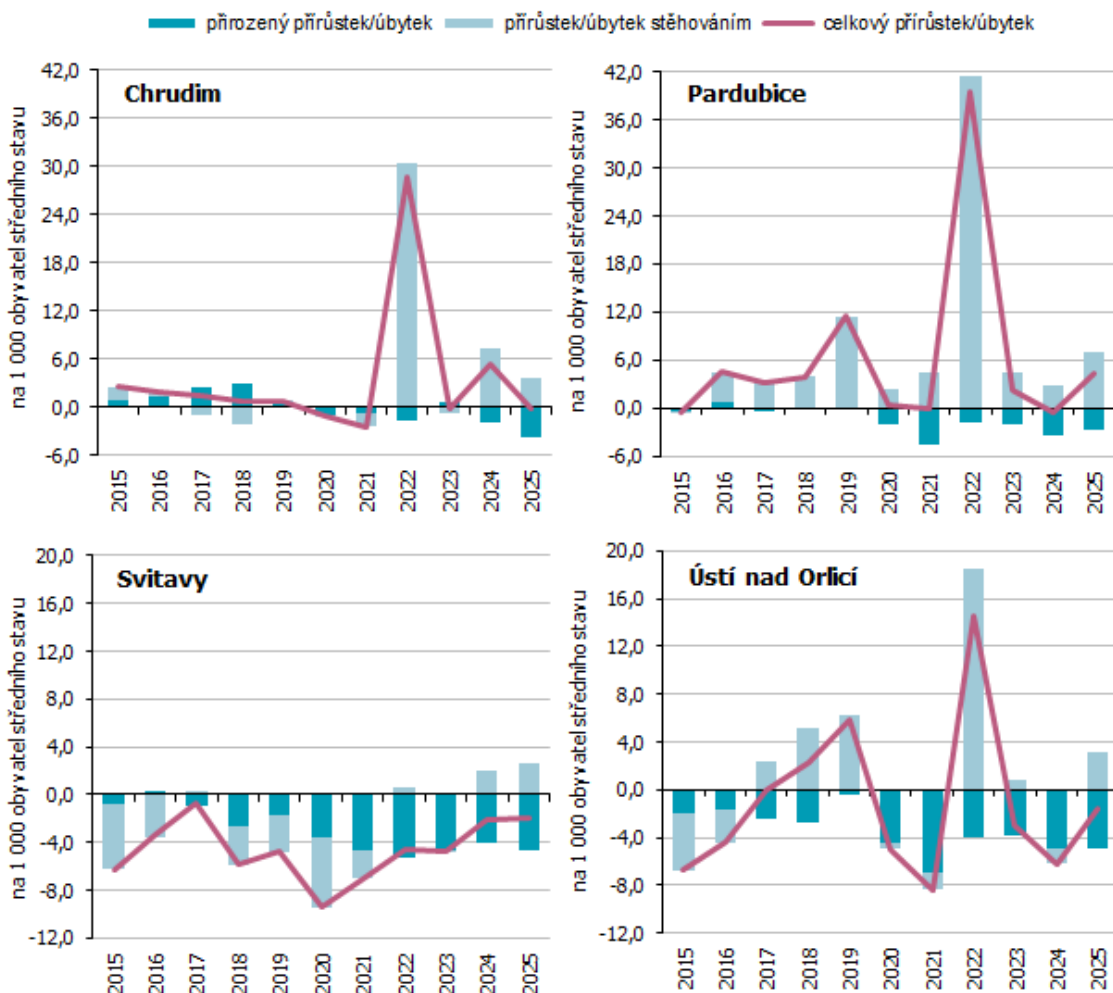 přirozený přírůstek/úbytek přírůstek/úbytek stěhováním celkový přírůstek/úbytek
Chrudim
na 1 000 obyvatel středního stavu
42,0
36,0
30,0
24,0
18,0
12,0
6,0
0,0
-6,0
2015 2016 2017 2018 2019 2020 2021 2022 2023 2024 2025
Pardubice
na 1 000 obyvatel středního stavu
42,0
36,0
30,0
24,0
18,0
12,0
6,0
0,0
-6,0
2015 2016 2017 2018 2019 2020 2021 2022 2023 2024 2025
Svitavy
na 1 000 obyvatel středního stavu
20,0
16,0
12,0
8,0
4,0
0,0
-4,0
-8,0
-12,0
2015 2016 2017 2018 2019 2020 2021 2022 2023 2024 2025
Ústí nad Orlicí
na 1 000 obyvatel středního stavu
20,0
16,0
12,0
8,0
4,0
0,0
-4,0
-8,0
-12,0
2015 2016 2017 2018 2019 2020 2021 2022 2023 2024 2025